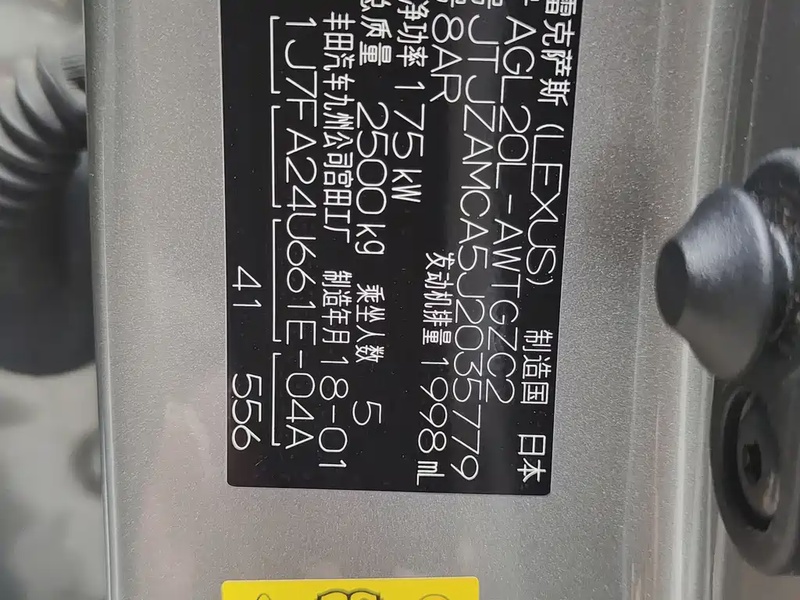 雷克萨斯 (LEXUS) 制造国 日本
AGL20L-AWTGZC2
JTJZAMCA5J2035779
8AR 发动机排量 1998 mL
净功率 175 kW
总质量 2500 kg 乘坐人数 5
丰田汽车九州公司宫田工厂 制造年月 18-01
1J7FA24U661E-04A
41 556